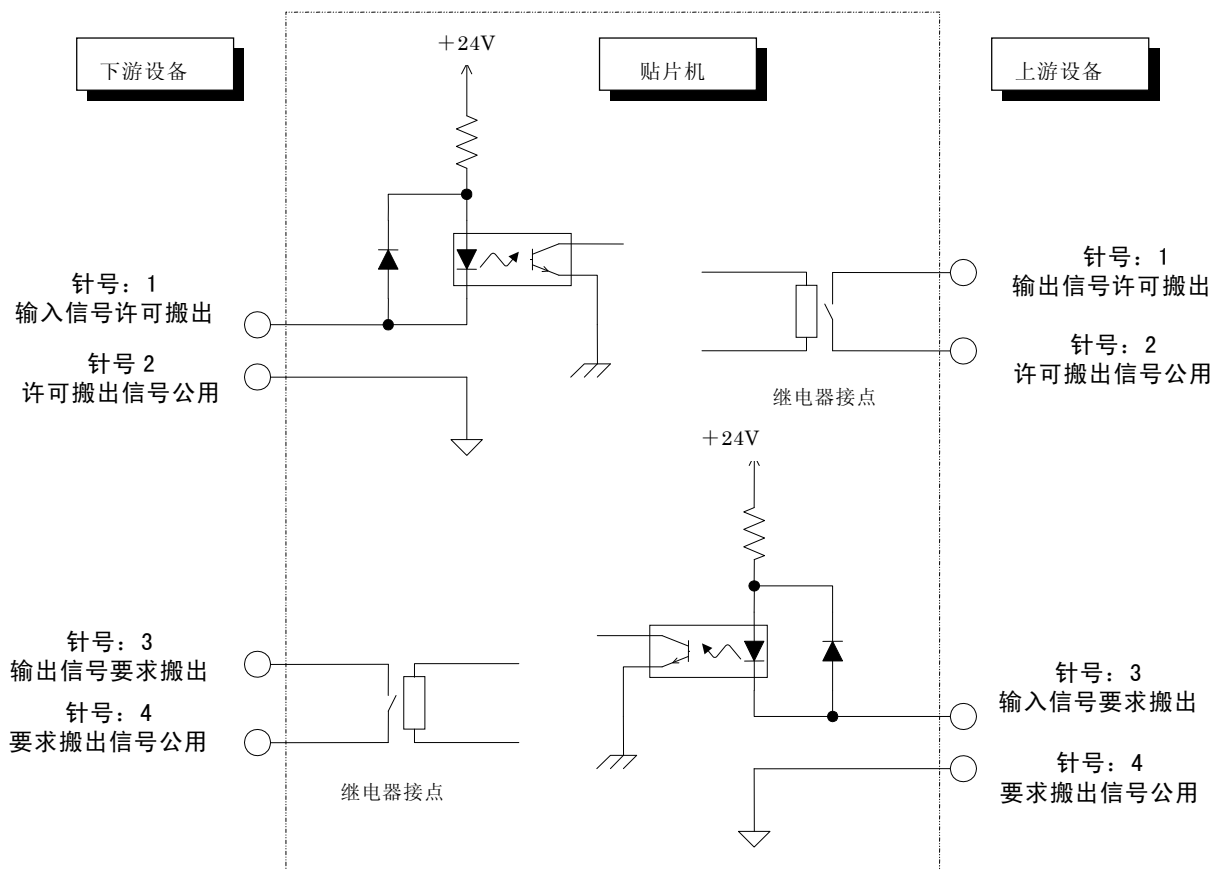 下游设备
+24V
贴片机
上游设备
针号：1
输入信号许可搬出
针号 2
许可搬出信号公用
针号：1
输出信号许可搬出
针号：2
许可搬出信号公用
继电器接点
+24V
针号：3
输出信号要求搬出
针号：4
要求搬出信号公用
继电器接点
针号：3
输入信号要求搬出
针号：4
要求搬出信号公用